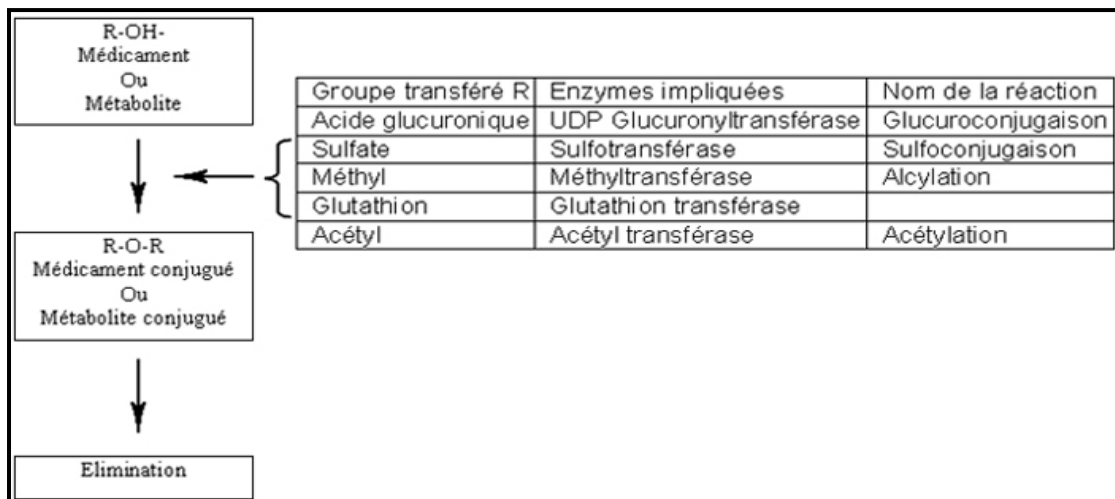 R-OH-
Médicament
Ou
Métabolite
Groupe transféré R Enzymes impliquées Nom de la réaction
Acide glucuronique UDP Glucuronyltransférase Glucuroconjugaison
Sulfate Sulfotransférase Sulfoconjugaison
Méthyl Méthyltransférase Alcylation
Glutathion Glutathion transférase
Acétyl Acétyl transférase Acétylation
R-O-R
Médicament conjugué
Ou
Métabolite conjugué
Elimination